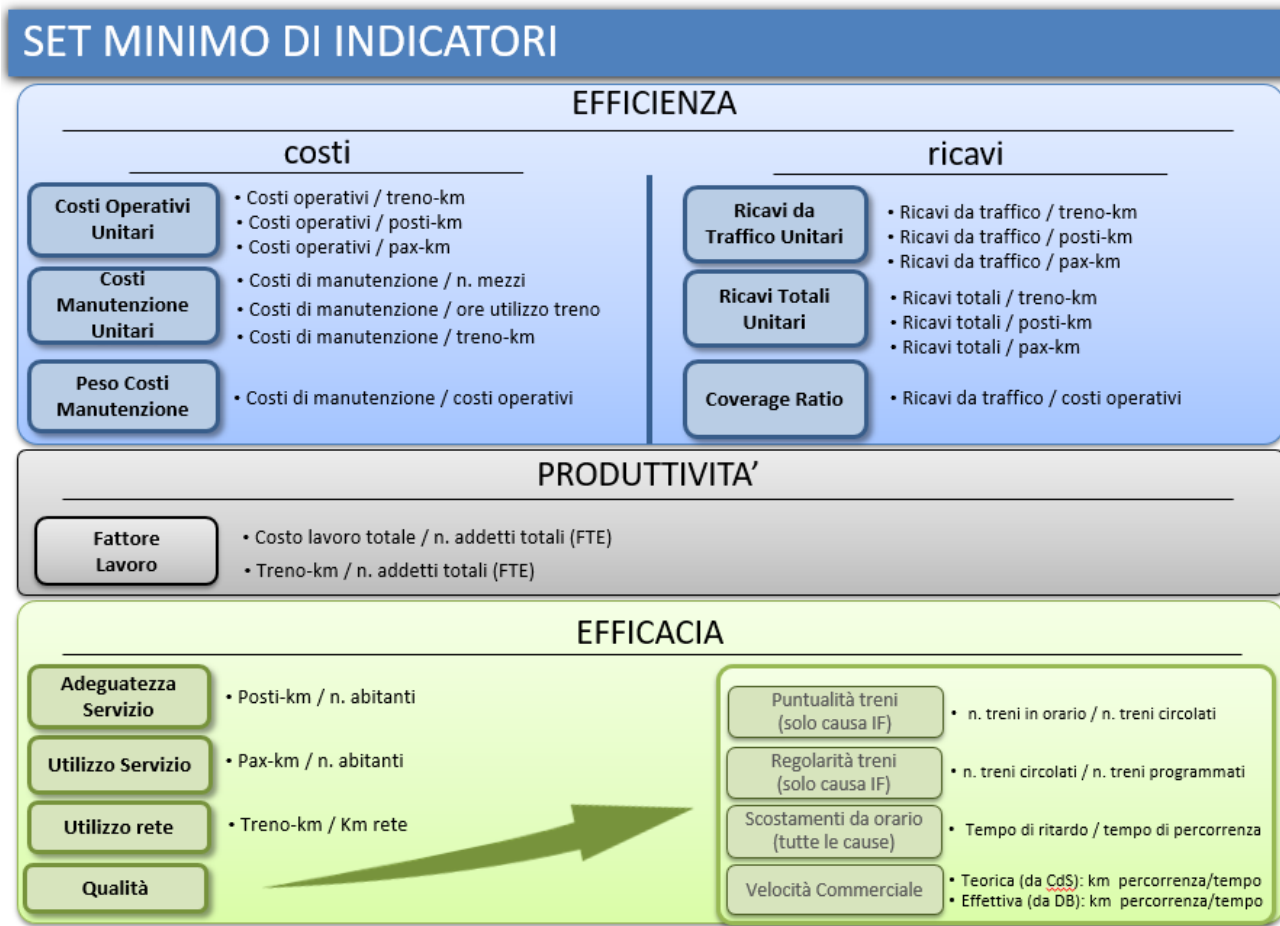 SET MINIMO DI INDICATORI
EFFICIENZA
costi
Costi Operativi
Unitari
• Costi operativi / treno-km
• Costi operativi / posti-km
• Costi operativi / pax-km
Costi
Manutenzione
Unitari
• Costi di manutenzione / n. mezzi
• Costi di manutenzione / ore utilizzo treno
• Costi di manutenzione / treno-km
Peso Costi
Manutenzione
• Costi di manutenzione / costi operativi
ricavi
Ricavi da
Traffico Unitari
• Ricavi da traffico / treno-km
• Ricavi da traffico / posti-km
• Ricavi da traffico / pax-km
Ricavi Totali
Unitari
• Ricavi totali / treno-km
• Ricavi totali / posti-km
• Ricavi totali / pax-km
Coverage Ratio
• Ricavi da traffico / costi operativi
PRODUTTIVITA’
Fattore
Lavoro
• Costo lavoro totale / n. addetti totali (FTE)
• Treno-km / n. addetti totali (FTE)
EFFICACIA
Adeguatezza
Servizio
• Posti-km / n. abitanti
Utilizzo Servizio
• Pax-km / n. abitanti
Utilizzo rete
• Treno-km / Km rete
Qualità
Puntualità treni
(solo causa IF)
• n. treni in orario / n. treni circolati
Regolarità treni
(solo causa IF)
• n. treni circolati / n. treni programmati
Scostamenti da orario
(tutte le cause)
• Tempo di ritardo / tempo di percorrenza
Velocità Commerciale
• Teorica (da CdS): km percorrenza/tempo
• Effettiva (da DB): km percorrenza/tempo